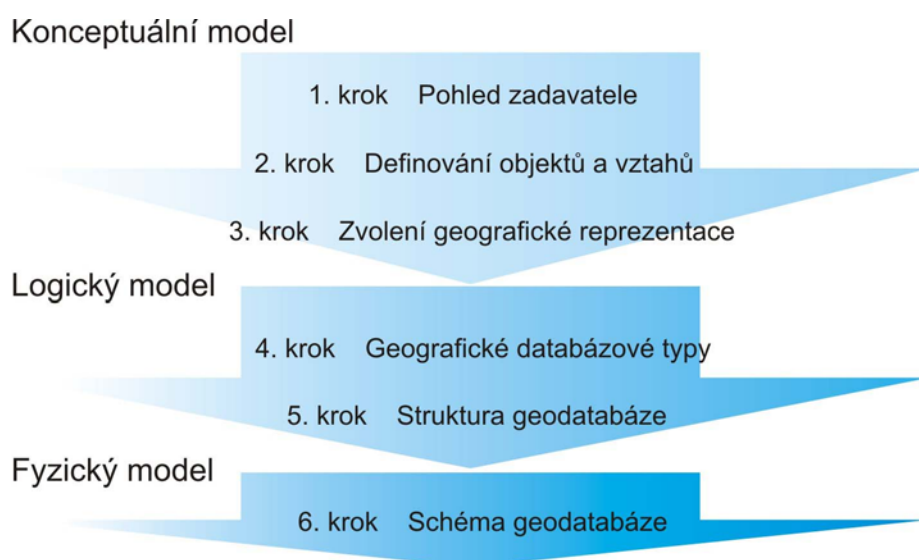 Konceptuální model
1. krok Pohled zadavatele
2. krok Definování objektů a vztahů
3. krok Zvolení geografické reprezentace
Logický model
4. krok Geografické databázové typy
5. krok Struktura geodatabáze
Fyzický model
6. krok Schéma geodatabáze